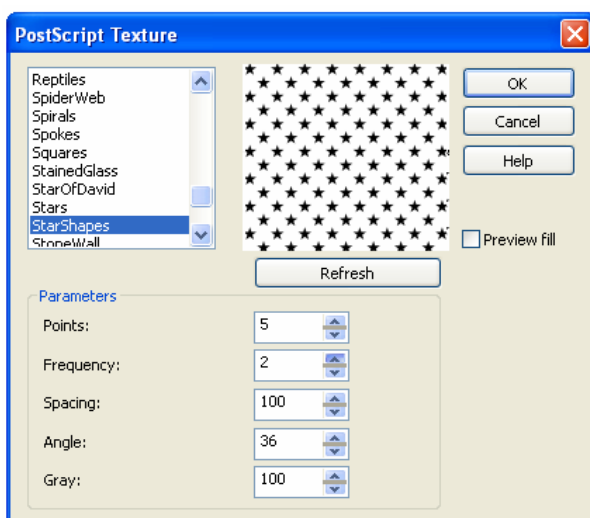 PostScript Texture
Reptiles
SpiderWeb
Spirals
Spokes
Squares
StainedGlass
StarOfDavid
Stars
StarShapes
StoneWall
OK
Cancel
Help
Preview fill
Refresh
Parameters
Points: 5
Frequency: 2
Spacing: 100
Angle: 36
Gray: 100